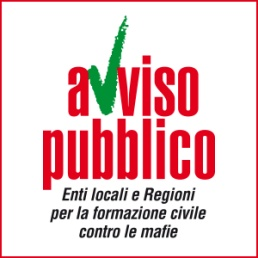 avviso
pubblico
Enti locali e Regioni
per la formazione civile
contro le mafie